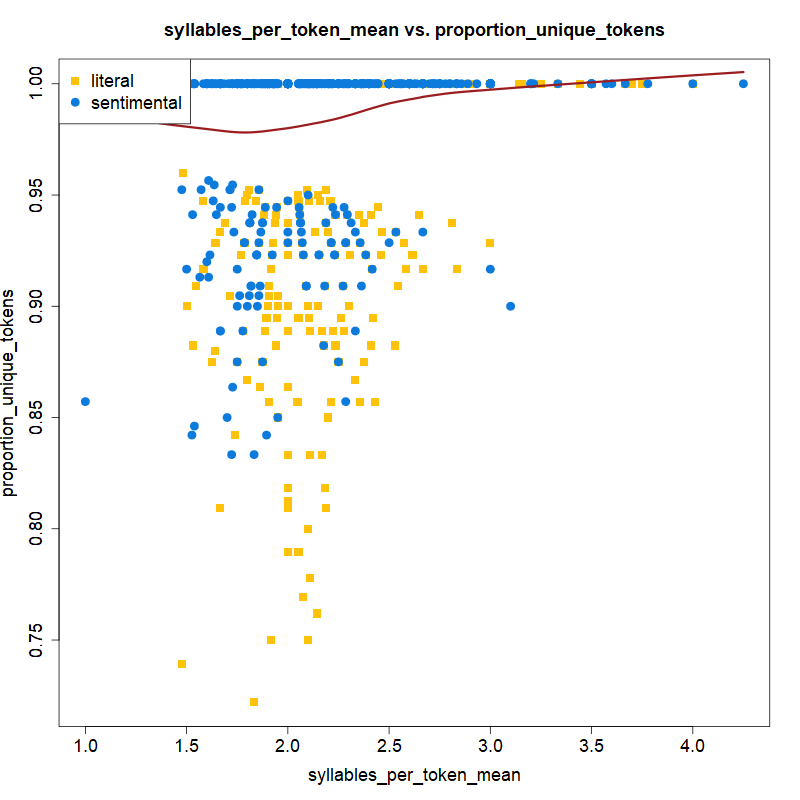 syllables_per_token_mean vs. proportion_unique_tokens
literal
sentimental
proportion_unique_tokens
1.00
0.95
0.90
0.85
0.80
0.75
1.0 1.5 2.0 2.5 3.0 3.5 4.0
syllables_per_token_mean